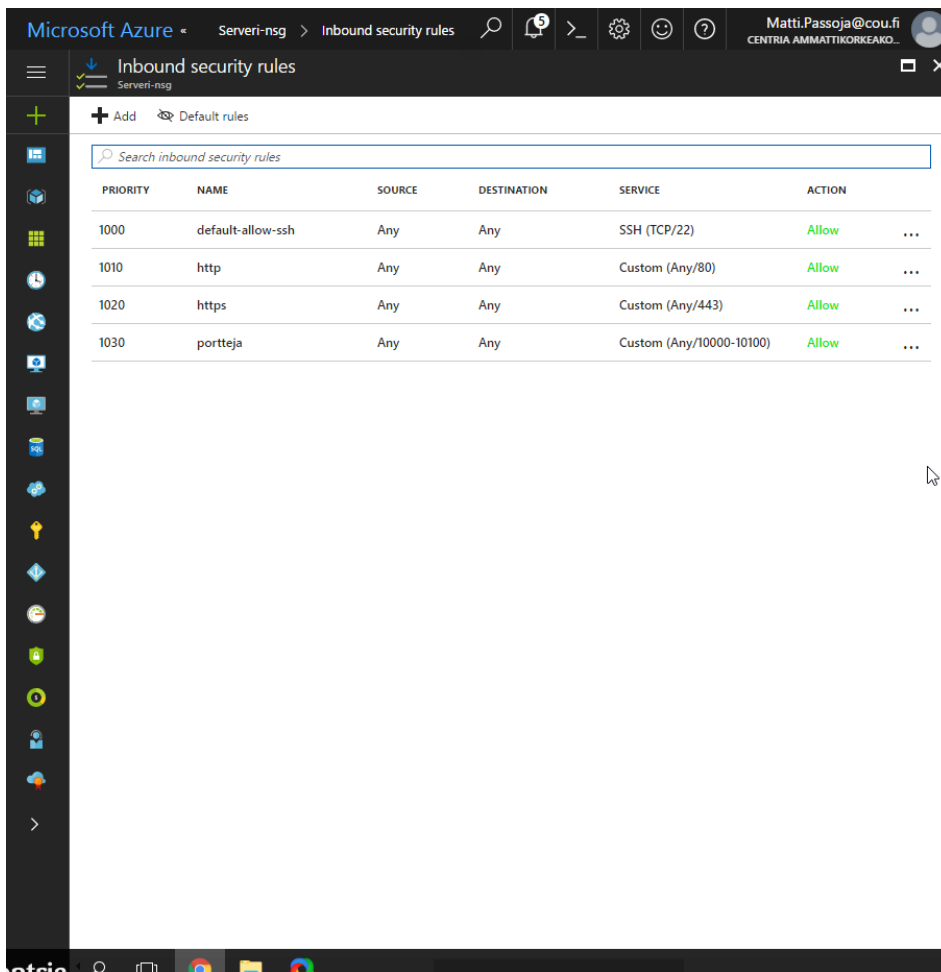 Microsoft Azure « Serveri-nsg > Inbound security rules 5 >_ ? Matti.Passoja@cou.fi
CENTRIA AMMATTIKORKEAKO...
Inbound security rules
Serveri-nsg
Add Default rules
Search inbound security rules
PRIORITY NAME SOURCE DESTINATION SERVICE ACTION
1000 default-allow-ssh Any Any SSH (TCP/22) Allow ...
1010 http Any Any Custom (Any/80) Allow ...
1020 https Any Any Custom (Any/443) Allow ...
1030 portteja Any Any Custom (Any/10000-10100) Allow ...
SQL